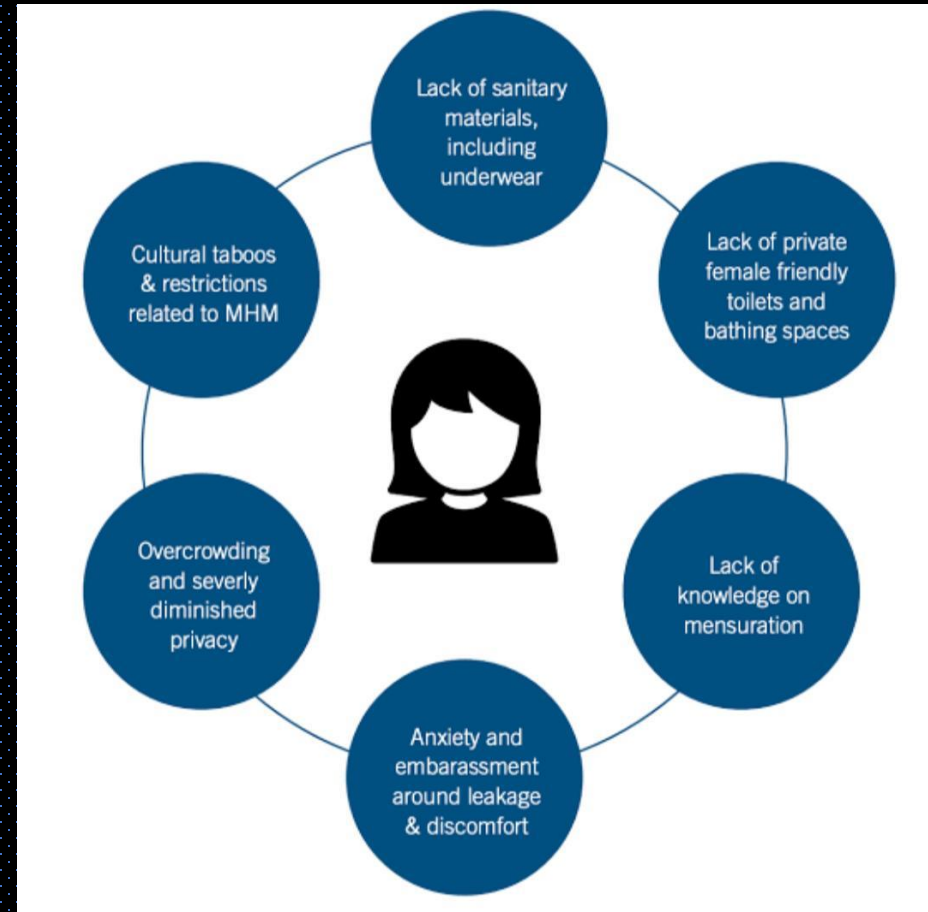 Lack of sanitary
materials,
including
underwear
Lack of private
female friendly
toilets and
bathing spaces
Lack of
knowledge on
mensuration
Anxiety and
embarassment
around leakage
& discomfort
Overcrowding
and severly
diminished
privacy
Cultural taboos
& restrictions
related to MHM